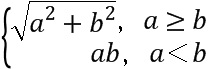 √(a² + b²), a ≥ b
ab, a < b